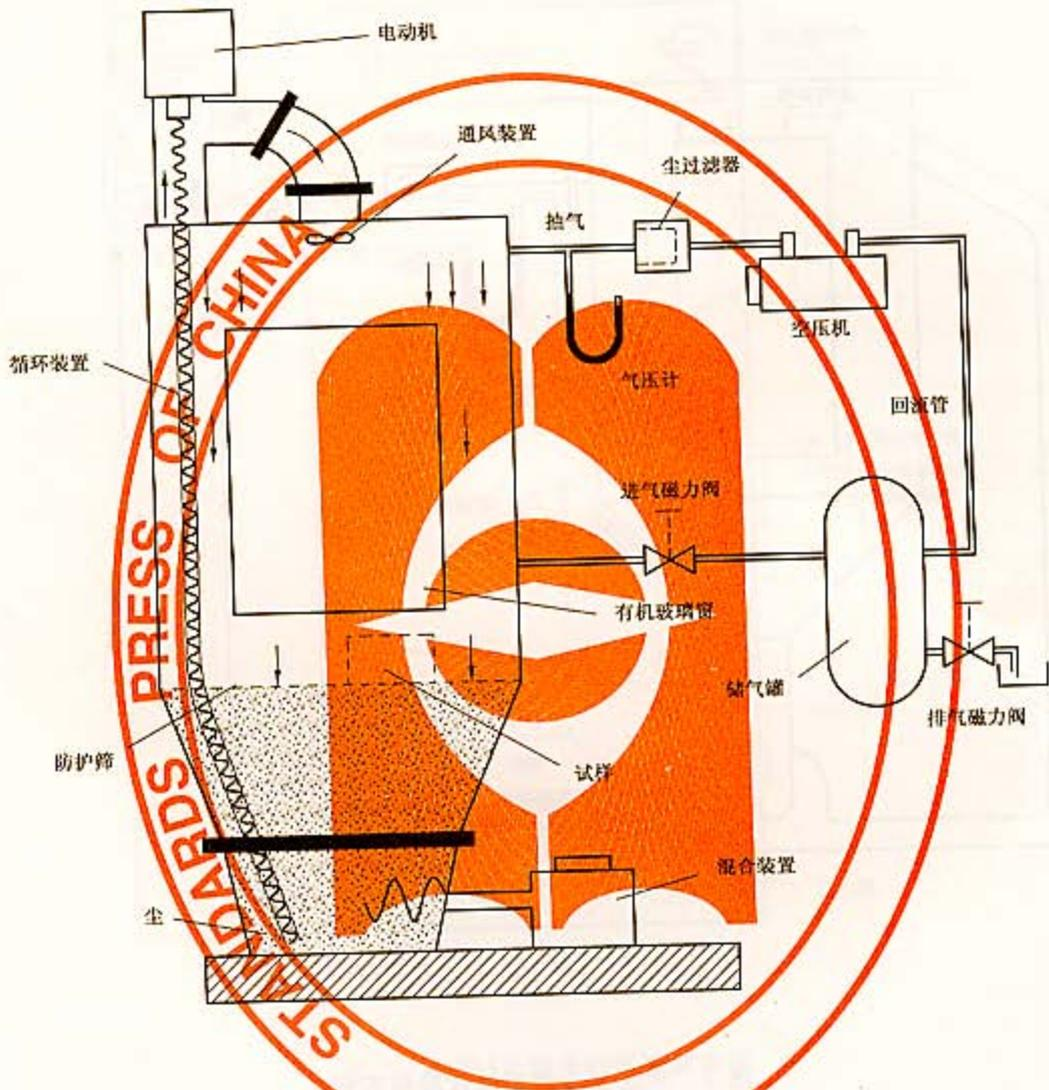 电动机
通风装置
尘过滤器
抽气
空压机
循环装置
气压计
回流管
进气磁力阀
有机玻璃窗
储气罐
排气磁力阀
防护筛
试样
混合装置
尘
STANDARDS PRESS OF CHINA